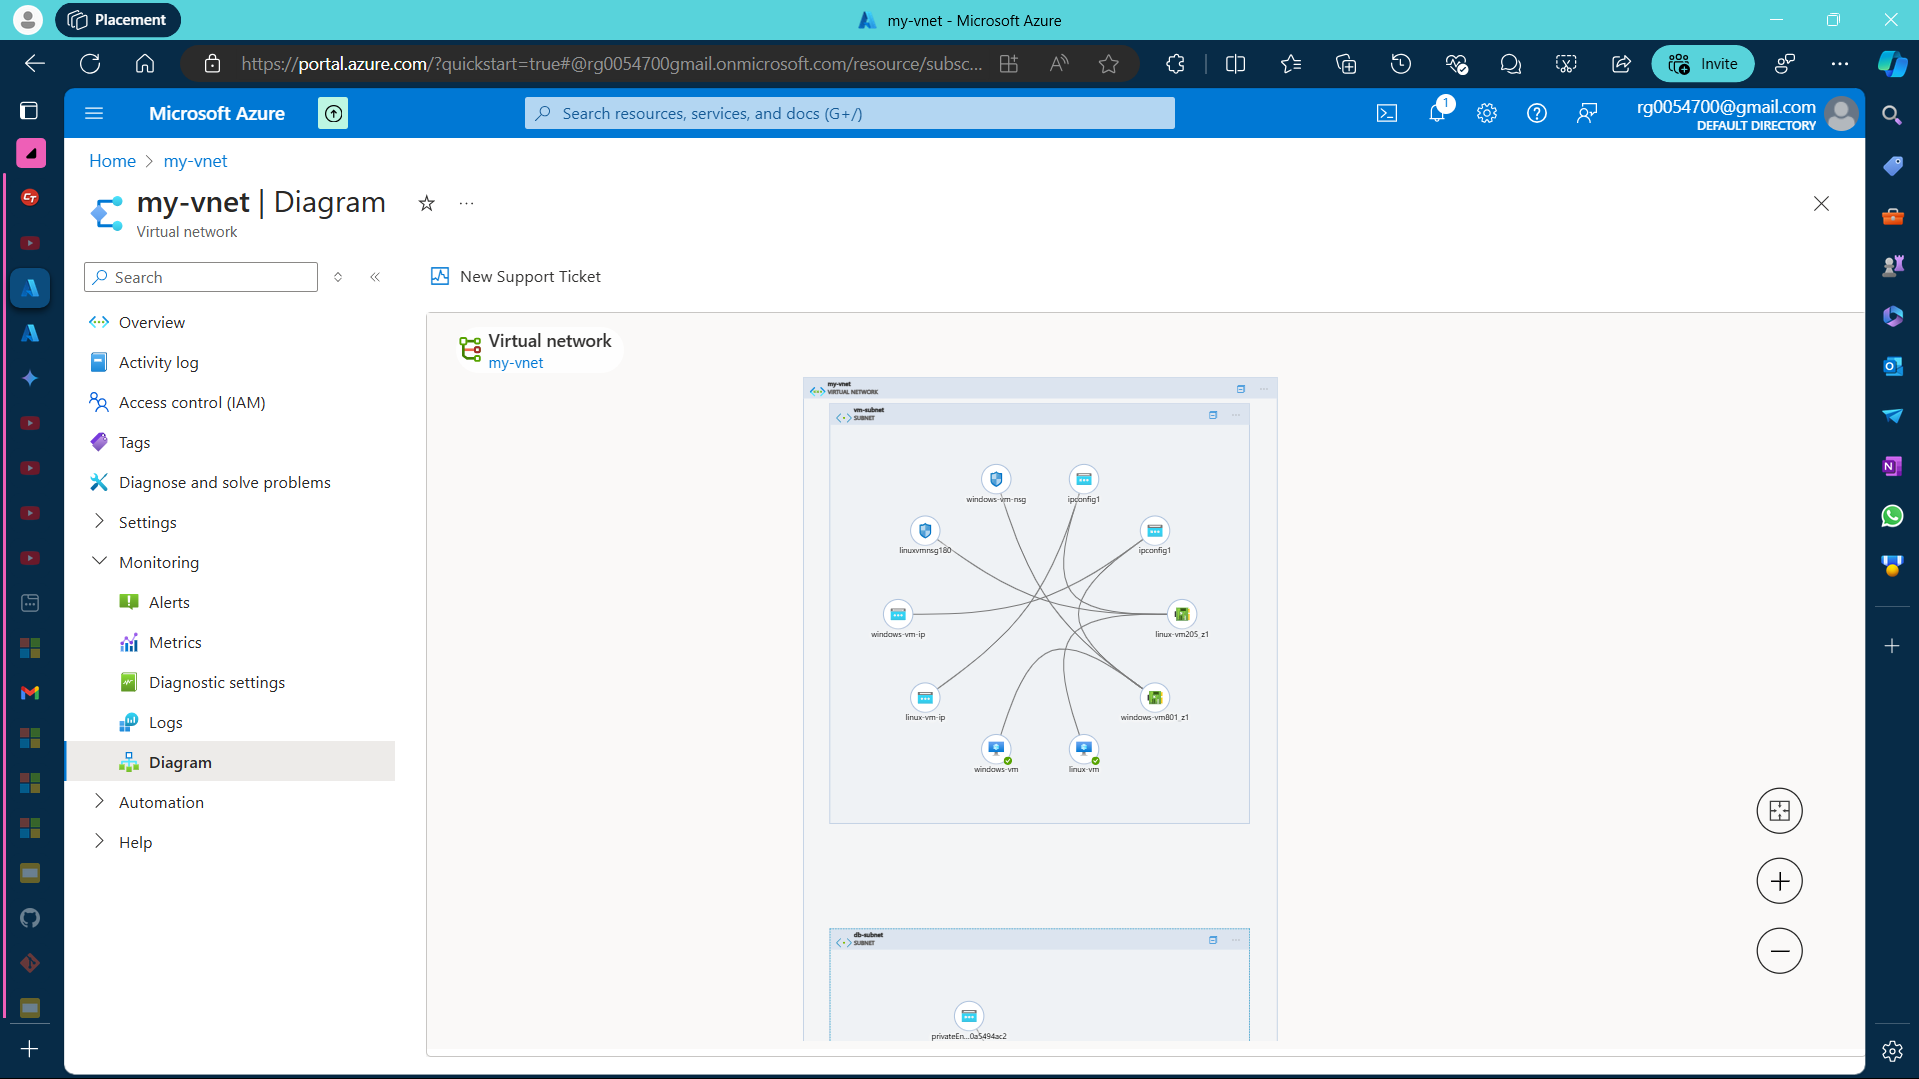 Placement
my-vnet - Microsoft Azure
https://portal.azure.com/?quickstart=true#@rg0054700gmail.onmicrosoft.com/resource/subsc...
Invite
Microsoft Azure
Search resources, services, and docs (G+/)
1
rg0054700@gmail.com
DEFAULT DIRECTORY
Home > my-vnet
my-vnet | Diagram
Virtual network
Search
New Support Ticket
Overview
Activity log
Access control (IAM)
Tags
Diagnose and solve problems
Settings
Monitoring
Alerts
Metrics
Diagnostic settings
Logs
Diagram
Automation
Help
Virtual network
my-vnet
my-vnet
VIRTUAL NETWORK
vm-subnet
SUBNET
windows-vm-nsg
ipconfig1
linuxvmnsg180
ipconfig1
windows-vm-ip
linux-vm205_z1
linux-vm-ip
windows-vm801_z1
windows-vm
linux-vm
db-subnet
SUBNET
privateEn...0a5494ac2